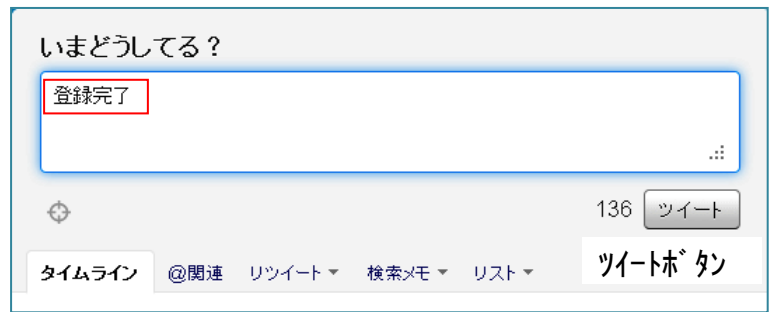 いまどうしてる？
登録完了
136 ツイート
タイムライン @関連 リツイート 検索メモ リスト
ﾂｲｰﾄﾎﾞﾀﾝ